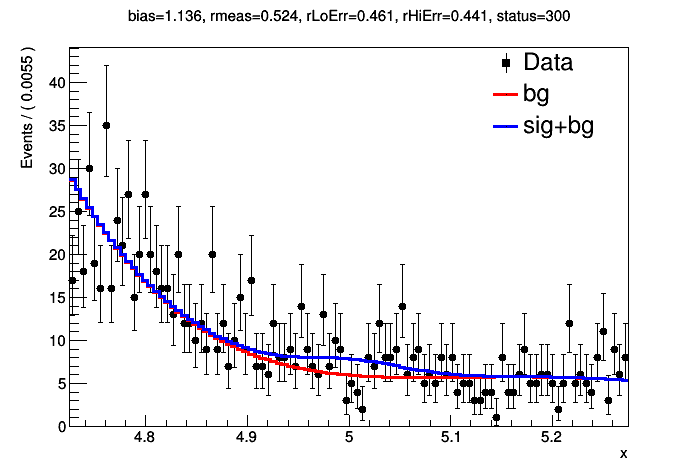 bias=1.136, rmeas=0.524, rLoErr=0.461, rHiErr=0.441, status=300
Events / ( 0.0055 )
Data
bg
sig+bg
40
35
30
25
20
15
10
5
0
4.8
4.9
5
5.1
5.2
x